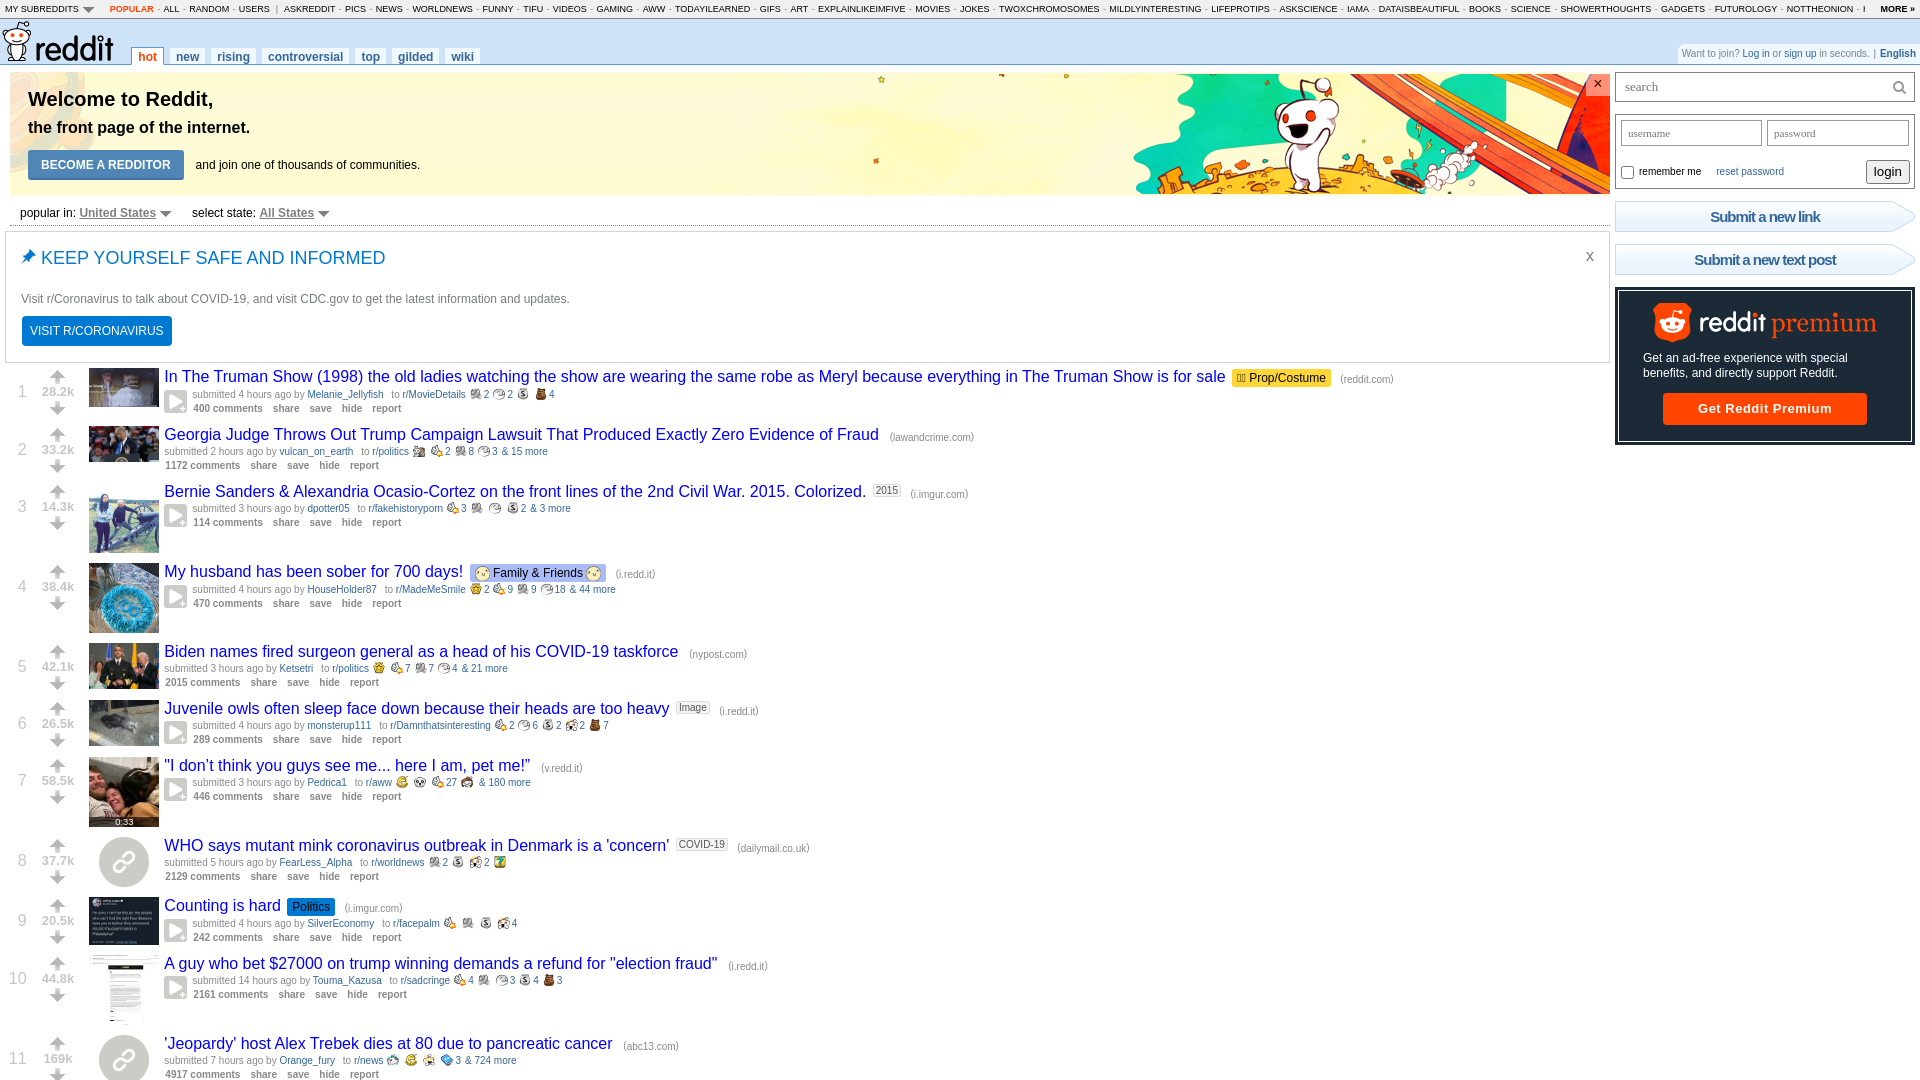 MY SUBREDDITS POPULAR - ALL - RANDOM - USERS | ASKREDDIT - PICS - NEWS - WORLDNEWS - FUNNY - TIFU - VIDEOS - GAMING - AWW - TODAYILEARNED - GIFS - ART - EXPLAINLIKEIMFIVE - MOVIES - JOKES - TWOXCHROMOSOMES - MILDLYINTERESTING - LIFEPROTIPS - ASKSCIENCE - IAMA - DATAISBEAUTIFUL - BOOKS - SCIENCE - SHOWERTHOUGHTS - GADGETS - FUTUROLOGY - NOTTHEONION - MORE »
reddit hot new rising controversial top gilded wiki
Want to join? Log in or sign up in seconds. | English
Welcome to Reddit,
the front page of the internet.
BECOME A REDDITOR and join one of thousands of communities.
×
search
username password
remember me reset password login
Submit a new link
Submit a new text post
reddit premium
Get an ad-free experience with special
benefits, and directly support Reddit.
Get Reddit Premium
popular in: United States select state: All States
KEEP YOURSELF SAFE AND INFORMED x
Visit r/Coronavirus to talk about COVID-19, and visit CDC.gov to get the latest information and updates.
VISIT R/CORONAVIRUS
1 28.2k In The Truman Show (1998) the old ladies watching the show are wearing the same robe as Meryl because everything in The Truman Show is for sale Prop/Costume (reddit.com)
submitted 4 hours ago by Melanie_Jellyfish to r/MovieDetails 2 2 4
400 comments share save hide report
2 33.2k Georgia Judge Throws Out Trump Campaign Lawsuit That Produced Exactly Zero Evidence of Fraud (lawandcrime.com)
submitted 2 hours ago by vulcan_on_earth to r/politics 2 8 3 & 15 more
1172 comments share save hide report
3 14.3k Bernie Sanders & Alexandria Ocasio-Cortez on the front lines of the 2nd Civil War. 2015. Colorized. 2015 (i.imgur.com)
submitted 3 hours ago by dpotter05 to r/fakehistoryporn 3 2 & 3 more
114 comments share save hide report
4 38.4k My husband has been sober for 700 days! Family & Friends (i.redd.it)
submitted 4 hours ago by HouseHolder87 to r/MadeMeSmile 2 9 9 18 & 44 more
470 comments share save hide report
5 42.1k Biden names fired surgeon general as a head of his COVID-19 taskforce (nypost.com)
submitted 3 hours ago by Ketsetri to r/politics 7 7 4 & 21 more
2015 comments share save hide report
6 26.5k Juvenile owls often sleep face down because their heads are too heavy Image (i.redd.it)
submitted 4 hours ago by monsterup111 to r/Damnthatsinteresting 2 6 2 2 7
289 comments share save hide report
7 58.5k "I don’t think you guys see me... here I am, pet me!” (v.redd.it)
submitted 3 hours ago by Pedrica1 to r/aww 27 & 180 more
446 comments share save hide report
0:33
8 37.7k WHO says mutant mink coronavirus outbreak in Denmark is a 'concern' COVID-19 (dailymail.co.uk)
submitted 5 hours ago by FearLess_Alpha to r/worldnews 2 2
2129 comments share save hide report
9 20.5k Counting is hard Politics (i.imgur.com)
submitted 4 hours ago by SilverEconomy to r/facepalm 4
242 comments share save hide report
10 44.8k A guy who bet $27000 on trump winning demands a refund for "election fraud" (i.redd.it)
submitted 14 hours ago by Touma_Kazusa to r/sadcringe 4 3 4 3
2161 comments share save hide report
11 169k 'Jeopardy' host Alex Trebek dies at 80 due to pancreatic cancer (abc13.com)
submitted 7 hours ago by Orange_fury to r/news 3 & 724 more
4917 comments share save hide report